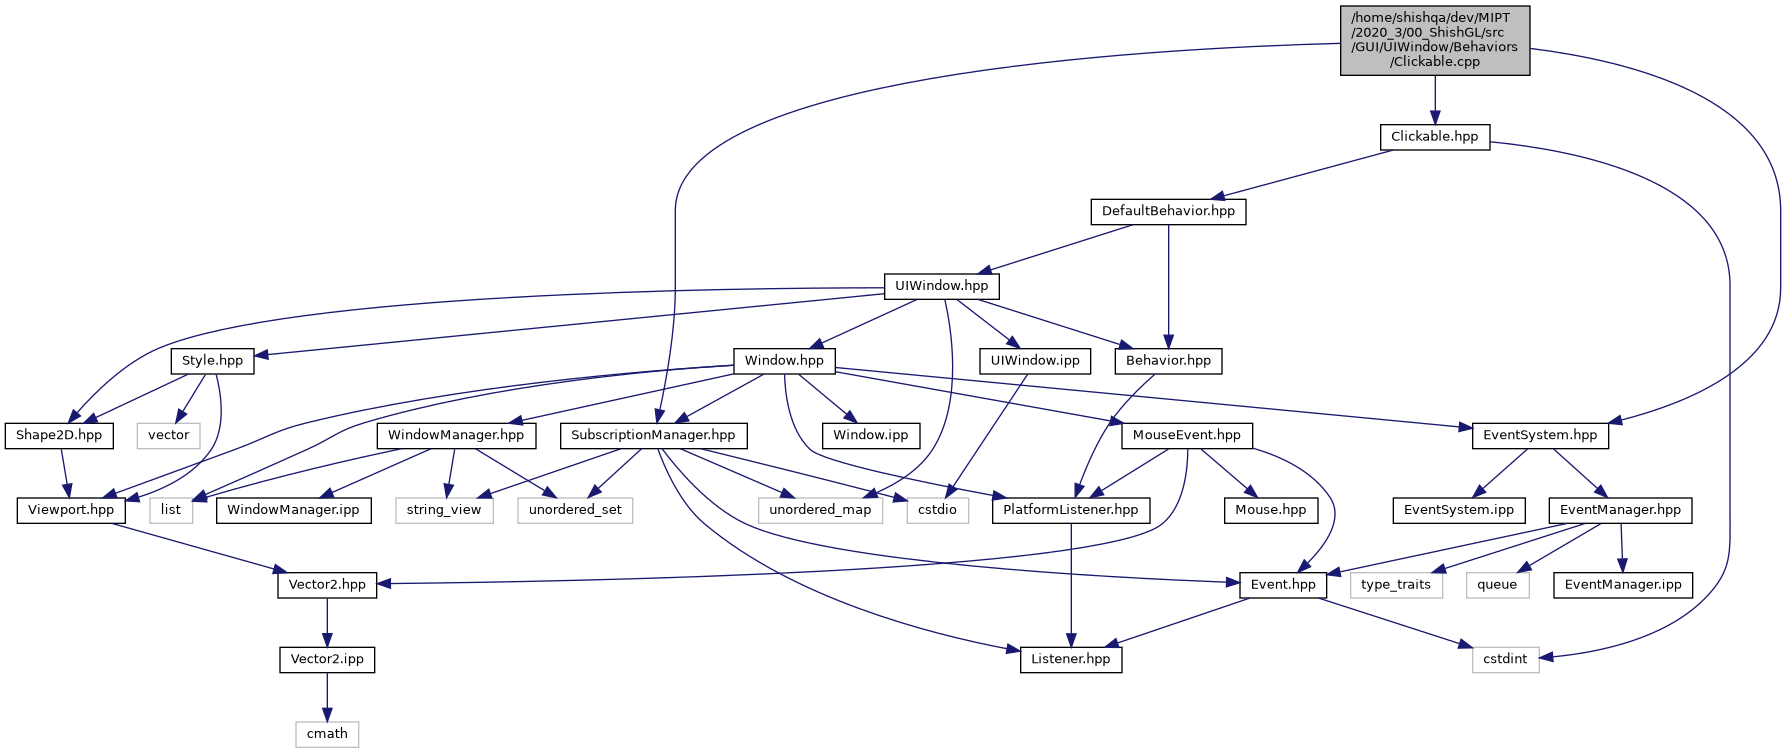 /home/shishqa/dev/MIPT
/2020_3/00_ShishGL/src
/GUI/UIWindow/Behaviors
/Clickable.cpp
Clickable.hpp
DefaultBehavior.hpp
UIWindow.hpp
Style.hpp
Window.hpp
UIWindow.ipp
Behavior.hpp
Shape2D.hpp
vector
WindowManager.hpp
SubscriptionManager.hpp
Window.ipp
MouseEvent.hpp
EventSystem.hpp
Viewport.hpp
list
WindowManager.ipp
string_view
unordered_set
unordered_map
cstdio
PlatformListener.hpp
Mouse.hpp
EventSystem.ipp
EventManager.hpp
Vector2.hpp
Event.hpp
type_traits
queue
EventManager.ipp
Vector2.ipp
Listener.hpp
cstdint
cmath